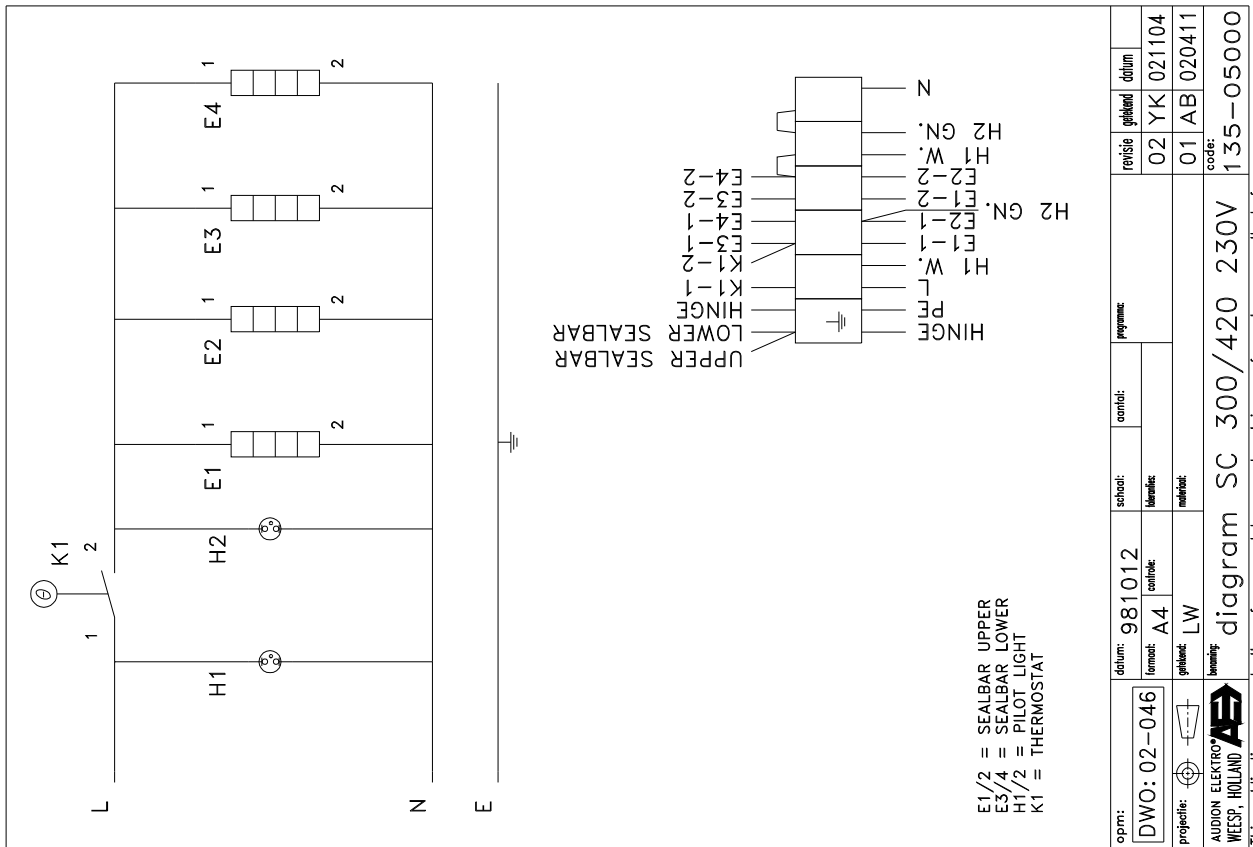 L
N
E
H1
1
K1
2
θ
H2
E1
1
2
E2
1
2
E3
1
2
E4
1
2
UPPER SEALBAR
LOWER SEALBAR
HINGE
K1-1
K1-2
E3-1
E4-1
E3-2
E4-2
HINGE
PE
L
H1 W.
E1-1
E2-1
H2 GN.
E1-2
E2-2
H1 W.
H2 GN.
N
E1/2 = SEALBAR UPPER
E3/4 = SEALBAR LOWER
H1/2 = PILOT LIGHT
K1 = THERMOSTAT
opm:
DWO: 02-046
projectie:
AUDION ELEKTRO®
WEESP, HOLLAND
AE
datum: 981012
schaal:
aantal:
programma:
formaat: A4
controle:
toleranties:
getekend: LW
materiaal:
benaming: diagram SC 300/420 230V
revisie getekend datum
02 YK 021104
01 AB 020411
code:
135-05000